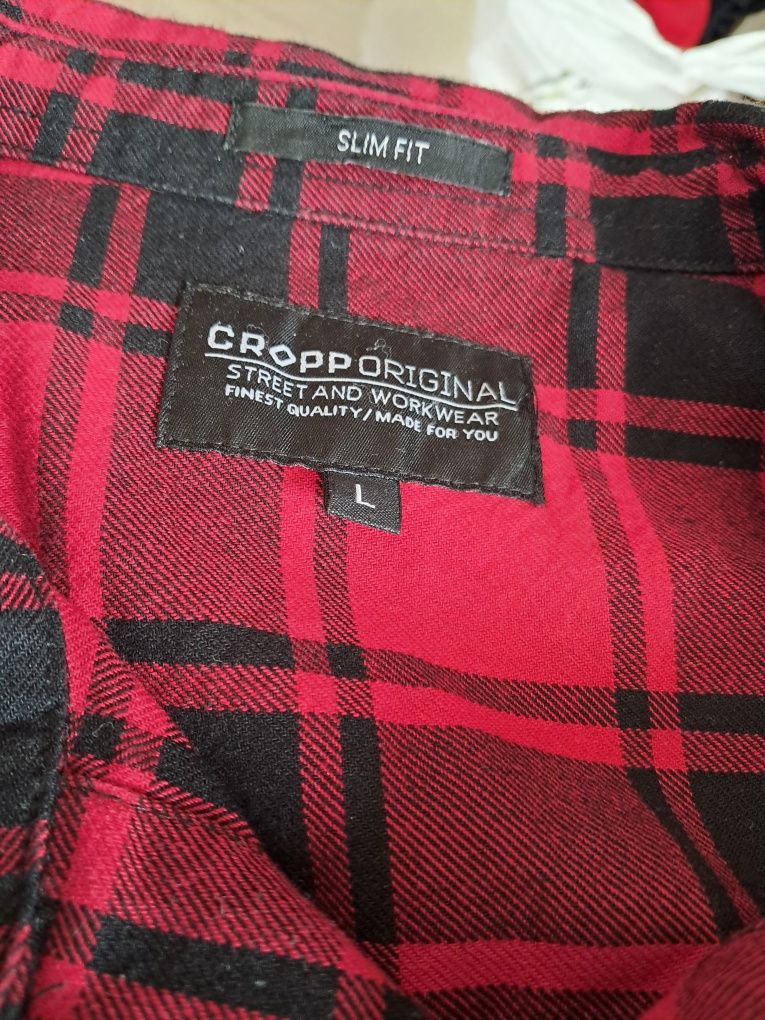 SLIM FIT
CROPP ORIGINAL
STREET AND WORKWEAR
FINEST QUALITY / MADE FOR YOU
L